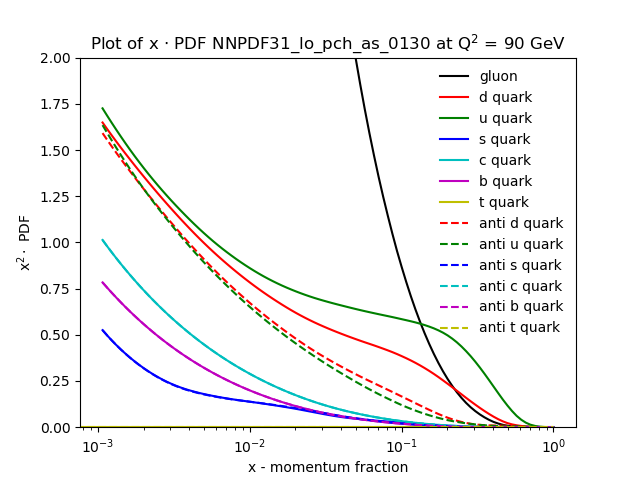 Plot of x · PDF NNPDF31_lo_pch_as_0130 at Q² = 90 GeV
x² · PDF
2.00
1.75
1.50
1.25
1.00
0.75
0.50
0.25
0.00
gluon
d quark
u quark
s quark
c quark
b quark
t quark
anti d quark
anti u quark
anti s quark
anti c quark
anti b quark
anti t quark
10⁻³ 10⁻² 10⁻¹ 10⁰
x - momentum fraction